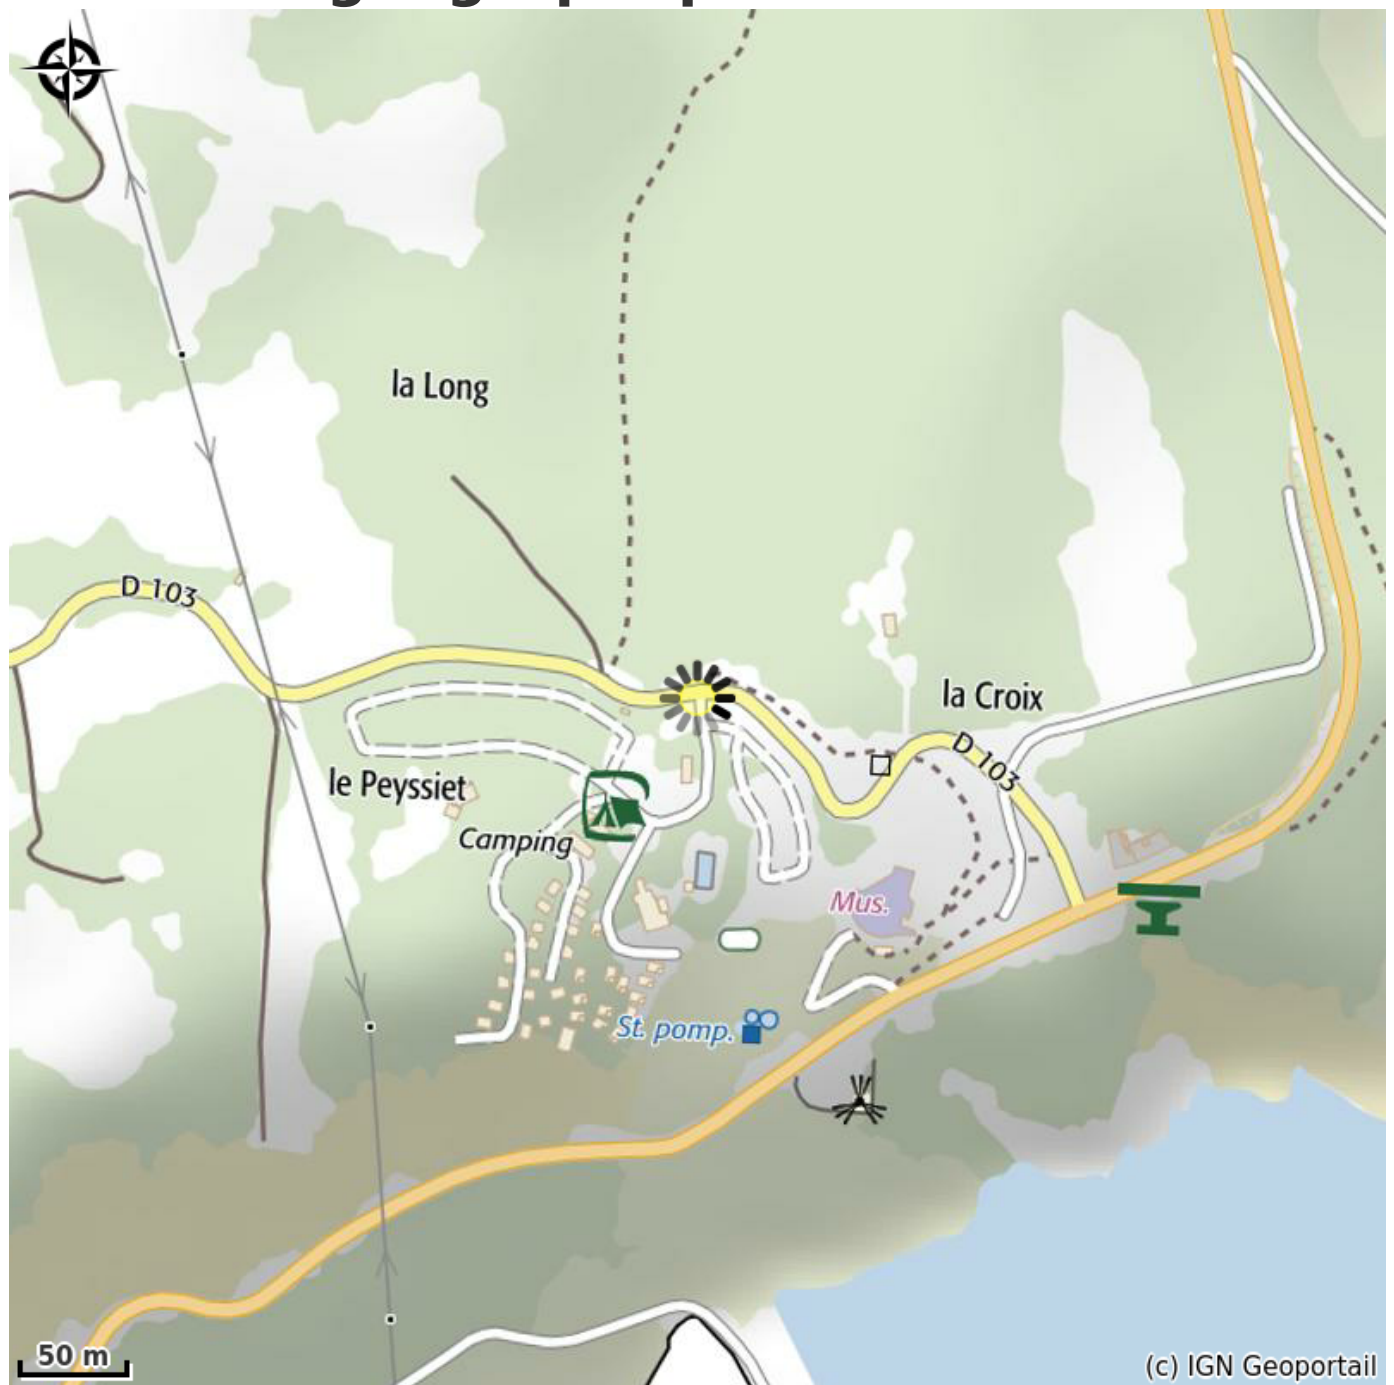 la Long
D 103
la Croix
D 103
le Peyssiet
Camping
Mus.
St. pomp.
50 m
(c) IGN Geoportail